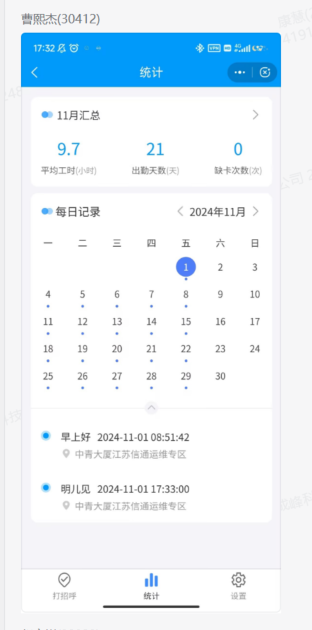 曹熙杰(30412)
17:32
统计
11月汇总
9.7 21 0
平均工时(小时) 出勤天数(天) 缺卡次数(次)
每日记录 2024年11月
一 二 三 四 五 六 日
1 2 3
4 5 6 7 8 9 10
11 12 13 14 15 16 17
18 19 20 21 22 23 24
25 26 27 28 29 30
早上好 2024-11-01 08:51:42
中青大厦江苏信通运维专区
明儿见 2024-11-01 17:33:00
中青大厦江苏信通运维专区
打招呼 统计 设置